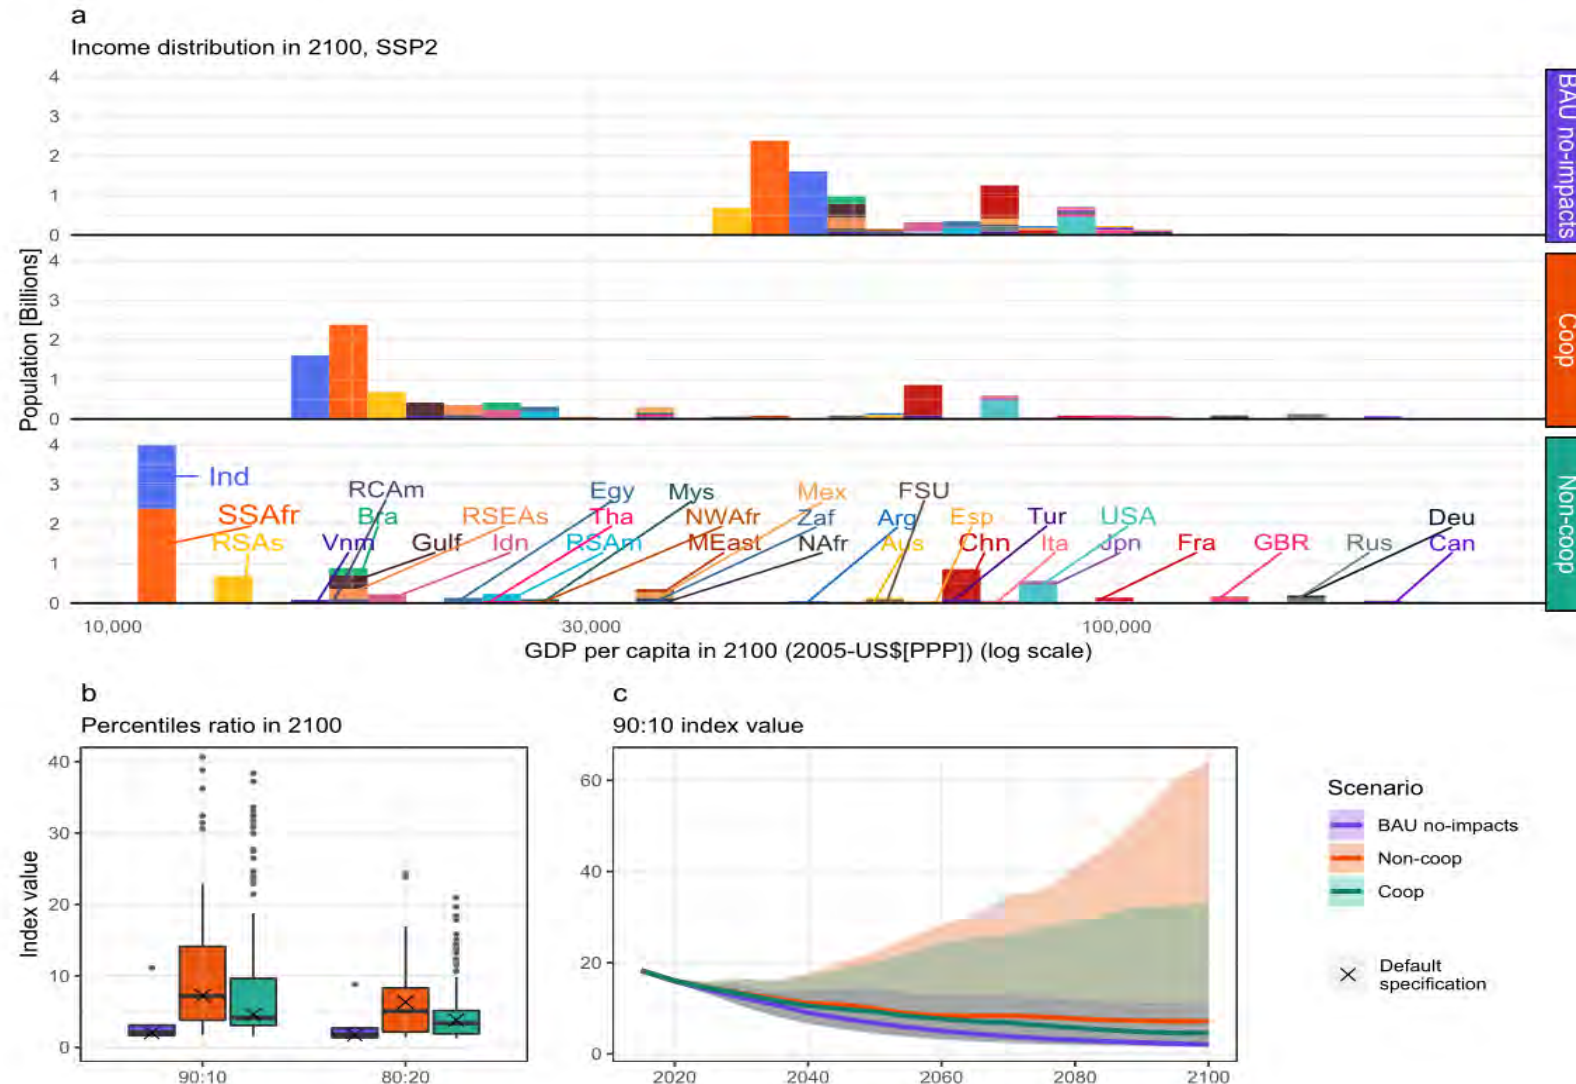 a
Income distribution in 2100, SSP2
4
3
2
1
0
BAU no-impacts
4
3
2
1
0
Coop
4
3
2
1
0
Non-coop
Population [Billions]
Ind
RCAm
Egy
Mys
Mex
FSU
SSAfr
Bra
RSEAs
Tha
NWAfr
Zaf
Arg
Esp
Tur
USA
Deu
RSAs
Vnm
Gulf
Idn
RSAm
MEast
NAfr
Aus
Chn
Ita
Jpn
Fra
GBR
Rus
Can
10,000
30,000
100,000
GDP per capita in 2100 (2005-US$[PPP]) (log scale)
b
Percentiles ratio in 2100
40
30
20
10
0
Index value
90:10
80:20
c
90:10 index value
60
40
20
0
2020
2040
2060
2080
2100
Scenario
BAU no-impacts
Non-coop
Coop
Default
specification